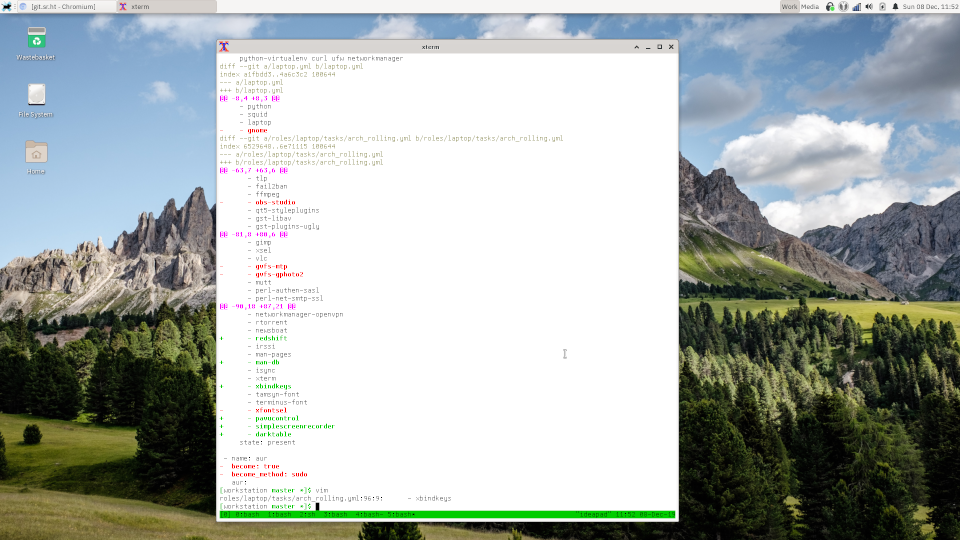 [gt.sr.ht - Chromium]
xterm
Work Media
Sun 08 Dec, 11:52
Wastebasket
File System
Home
xterm
python-virtualenv curl ufw networkmanager
diff --git a/laptop.yml b/laptop.yml
index a1fbdd3..4a6c3c2 100644
--- a/laptop.yml
+++ b/laptop.yml
@@ -8,4 +8,3 @@
- python
- squid
- laptop
- - gnome
diff --git a/roles/laptop/tasks/arch_rolling.yml b/roles/laptop/tasks/arch_rolling.yml
index 6529648..6e71115 100644
--- a/roles/laptop/tasks/arch_rolling.yml
+++ b/roles/laptop/tasks/arch_rolling.yml
@@ -63,7 +63,6 @@
- tlp
- fail2ban
- ffmpeg
- - obs-studio
- qt5-styleplugins
- gst-libav
- gst-plugins-ugly
@@ -81,8 +80,6 @@
- gimp
- xsel
- vlc
- - gvfs-mtp
- - gvfs-gphoto2
- mutt
- perl-authen-sasl
- perl-net-smtp-ssl
@@ -90,18 +87,21 @@
- networkmanager-openvpn
- rtorrent
- newsboat
+ - redshift
- irssi
- man-pages
+ - man-db
- isync
- xterm
+ - xbindkeys
- tamsyn-font
- terminus-font
- - xfontsel
+ - pavucontrol
+ - simplescreenrecorder
+ - darktable
state: present
- name: aur
- become: true
- become_method: sudo
aur:
[workstation master *]$ vim
roles/laptop/tasks/arch_rolling.yml:96:9: - xbindkeys
[workstation master *]$
[0] 0:bash 1:bash 2:sh 3:bash 4:bash- 5:bash*
"ideapad" 11:52 08-Dec-19